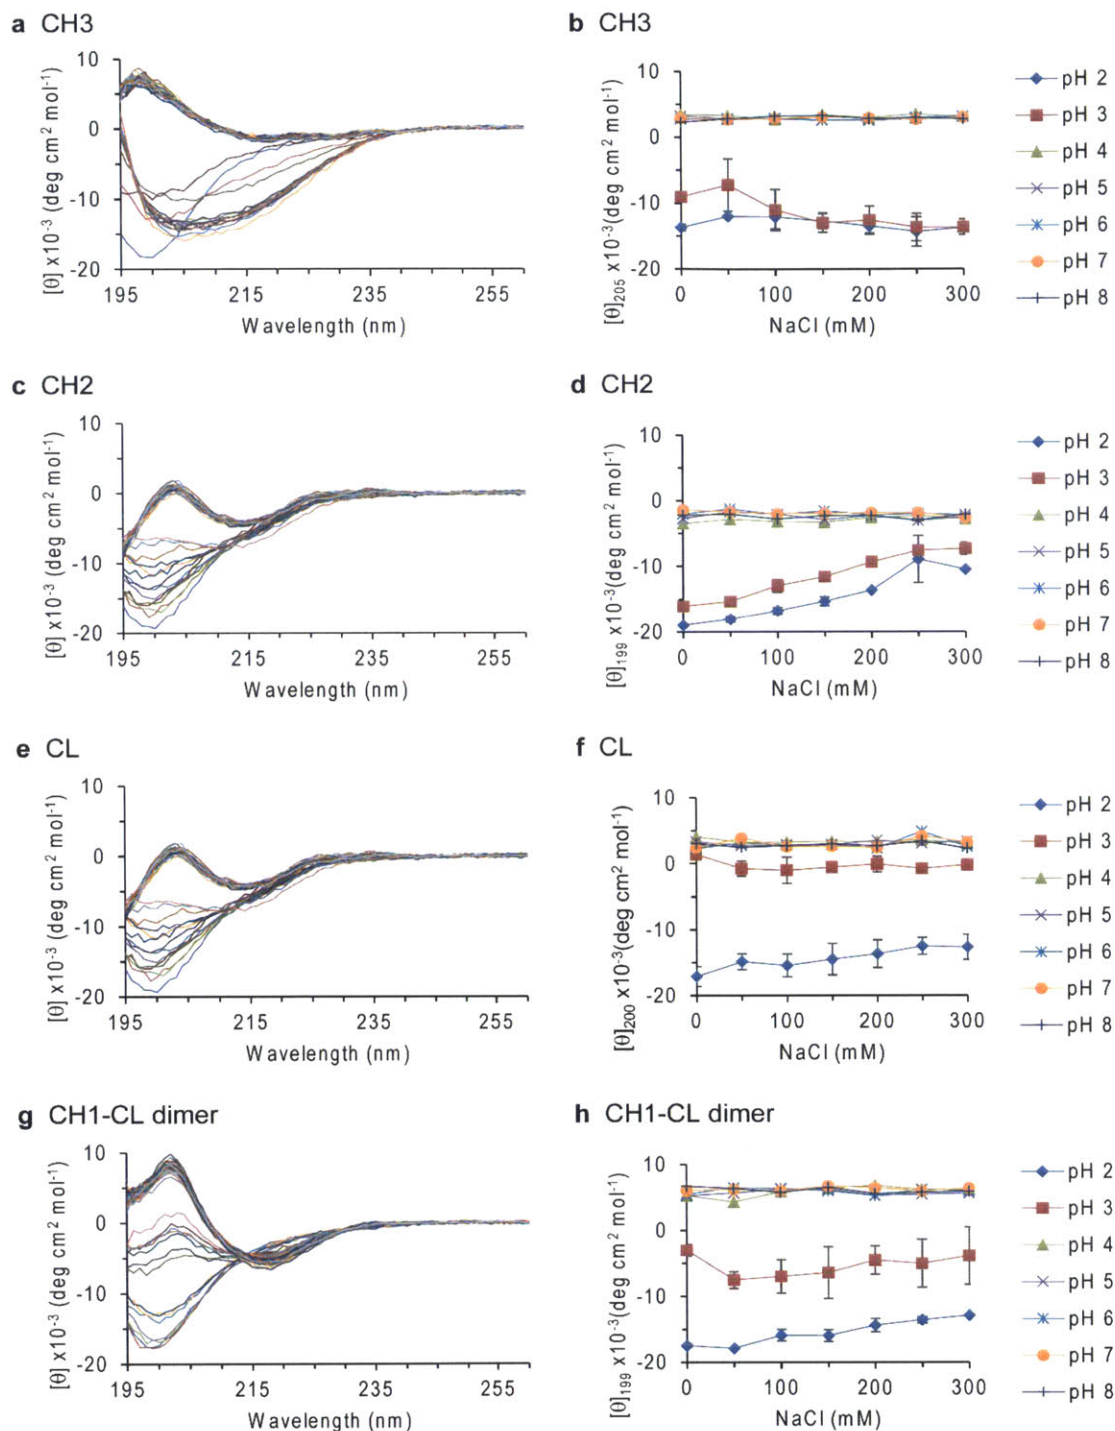 a CH3
[θ] x10⁻³ (deg cm² mol⁻¹)
10
0
-10
-20
195
215
235
255
Wavelength (nm)
b CH3
[θ]₂₀₅ x10⁻³(deg cm² mol⁻¹)
10
0
-10
-20
0
100
200
300
NaCl (mM)
pH 2
pH 3
pH 4
pH 5
pH 6
pH 7
pH 8
c CH2
[θ] x10⁻³ (deg cm² mol⁻¹)
10
0
-10
-20
195
215
235
255
Wavelength (nm)
d CH2
[θ]₁₉₉ x10⁻³(deg cm² mol⁻¹)
10
0
-10
-20
0
100
200
300
NaCl (mM)
pH 2
pH 3
pH 4
pH 5
pH 6
pH 7
pH 8
e CL
[θ] x10⁻³ (deg cm² mol⁻¹)
10
0
-10
-20
195
215
235
255
Wavelength (nm)
f CL
[θ]₂₀₀ x10⁻³(deg cm² mol⁻¹)
10
0
-10
-20
0
100
200
300
NaCl (mM)
pH 2
pH 3
pH 4
pH 5
pH 6
pH 7
pH 8
g CH1-CL dimer
[θ] x10⁻³ (deg cm² mol⁻¹)
10
0
-10
-20
195
215
235
255
Wavelength (nm)
h CH1-CL dimer
[θ]₁₉₉ x10⁻³(deg cm² mol⁻¹)
10
0
-10
-20
0
100
200
300
NaCl (mM)
pH 2
pH 3
pH 4
pH 5
pH 6
pH 7
pH 8